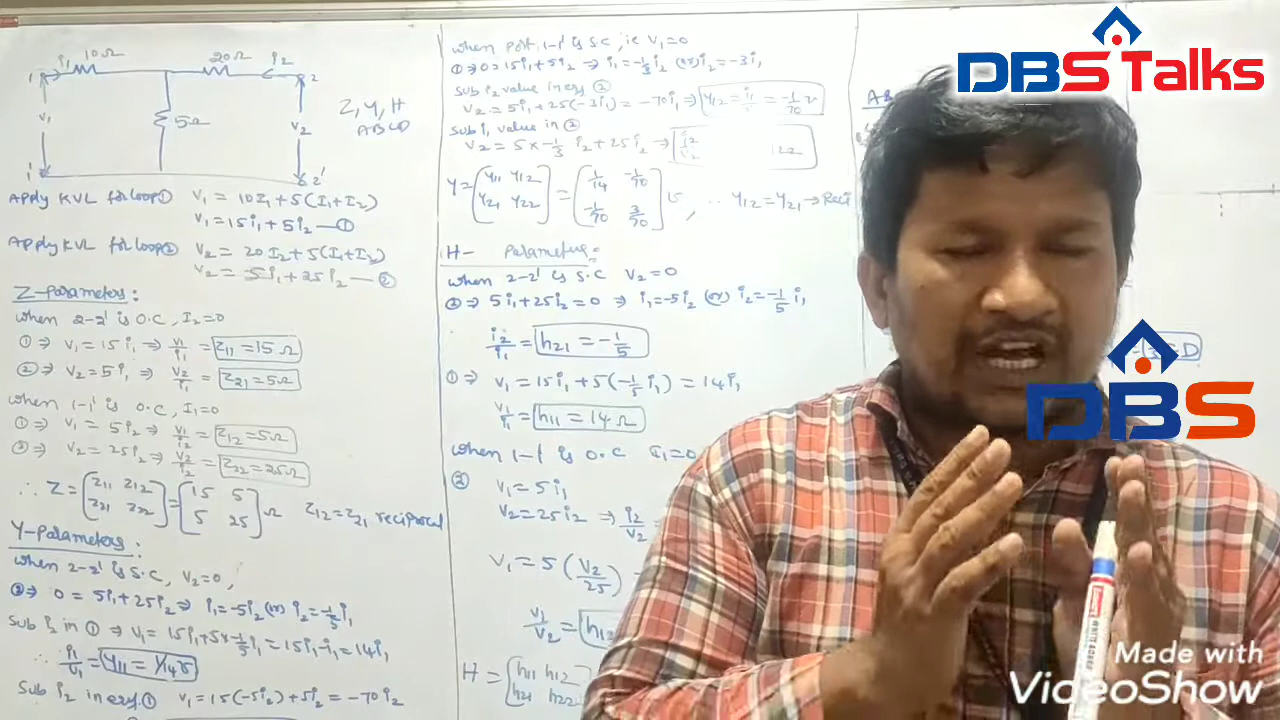 i1 10Ω 20Ω i2
1 2
V1 5Ω V2
Z, Y, H
ABCD
1' 2'
Apply KVL for loop① V1 = 10I1+5(I1+I2)
V1=15i1+5i2 —①
Apply KVL for loop② V2 = 20I2+5(I1+I2)
V2 = 5i1+25i2 —②
Z-Parameters:
When 2-2' is O.C, I2=0
①⇒ V1=15i1⇒ V1/i1 = Z11=15Ω
②⇒ V2=5i1 ⇒ V2/i1 = Z21=5Ω
When 1-1' is O.C I1=0
①⇒ V1 = 5i2⇒ V1/i2 = Z12=5Ω
②⇒ V2 = 25i2⇒ V2/i2 = Z22=25Ω
∴ Z= [Z11 Z12 = [15 5 Ω Z12=Z21 reciprocal
Z21 Z22] 5 25]
Y-Parameters:
When 2-2' is S.C, V2=0,
②⇒ 0 = 5i1+25i2⇒ i1=-5i2 (or) i2=-1/5 i1
Sub i2 in ① ⇒ V1= 15i1+5×-1/5 i1 = 15i1-i1=14i1
∴ i1/V1= Y11=1/14 ℧
Sub i2 in eq.① V1=15(-5i2)+5i2 = -70i2
When Port 1-1' is S.C, ie V1=0
①⇒0=15i1+5i2 ⇒ i1=-1/3 i2 (or) i2=-3i1
Sub i2 value in eq ②
V2=5i1+25(-3i1)=-70i1⇒ Y12= i1/ =-1/70 ℧
Sub i1 value in ②
V2=5×-1/3 i2+25i2 ⇒ i2/V2
Y= [Y11 Y12 = [1/14 -1/70 ℧, ∴ Y12=Y21→Reci
Y21 Y22] -1/70 3/70]
H- Parameters:
When 2-2' is S.C V2=0
②⇒ 5i1+25i2=0 ⇒ i1=-5i2 (or) i2=-1/5 i1
i2/i1= h21=-1/5
①⇒ V1=15i1+5(-1/5 i1) = 14i1
V1/i1= h11=14Ω
When 1-1' is O.C I1=0
② V1=5i1
V2=25i2 ⇒ i2/V2=
V1=5(V2/25)
V1/V2= h12
H= [h11 h12
h21 h22
AB
DBS Talks
DBS
Made with
VideoShow